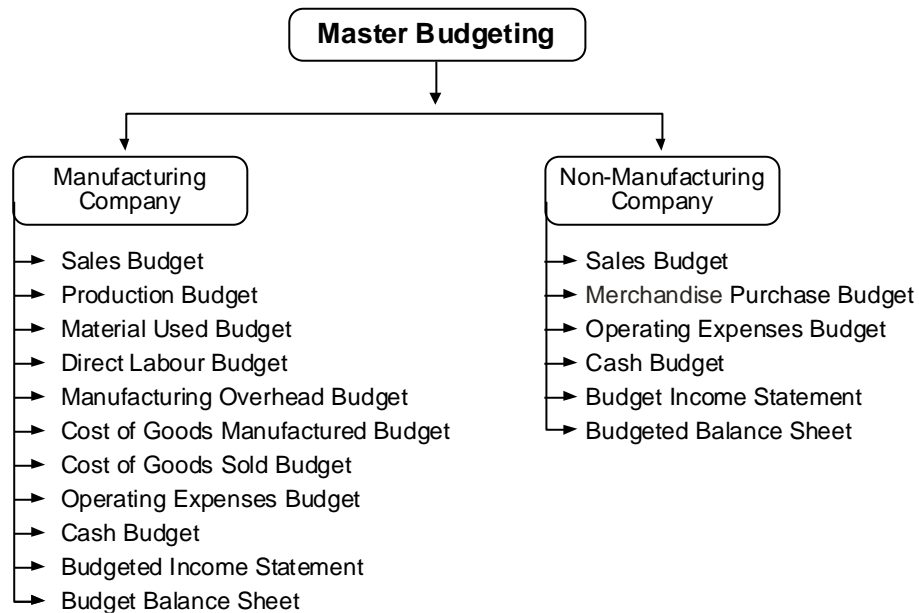 Master Budgeting
Manufacturing
Company
Sales Budget
Production Budget
Material Used Budget
Direct Labour Budget
Manufacturing Overhead Budget
Cost of Goods Manufactured Budget
Cost of Goods Sold Budget
Operating Expenses Budget
Cash Budget
Budgeted Income Statement
Budget Balance Sheet
Non-Manufacturing
Company
Sales Budget
Merchandise Purchase Budget
Operating Expenses Budget
Cash Budget
Budget Income Statement
Budgeted Balance Sheet